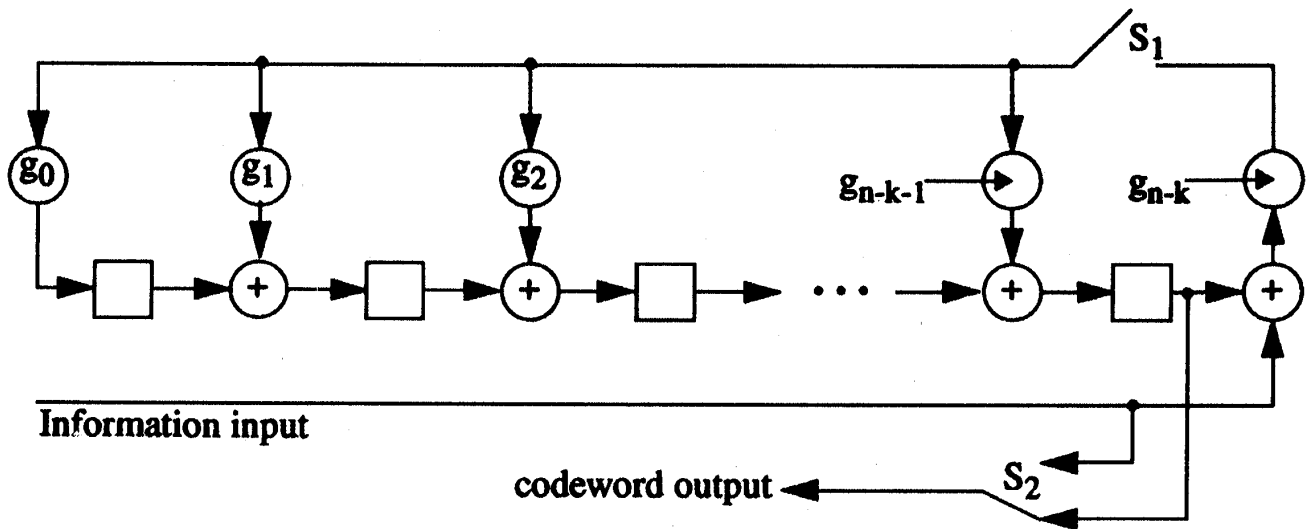 S1
g0
g1
g2
gn-k-1
gn-k
+
+
+
+
Information input
S2
codeword output